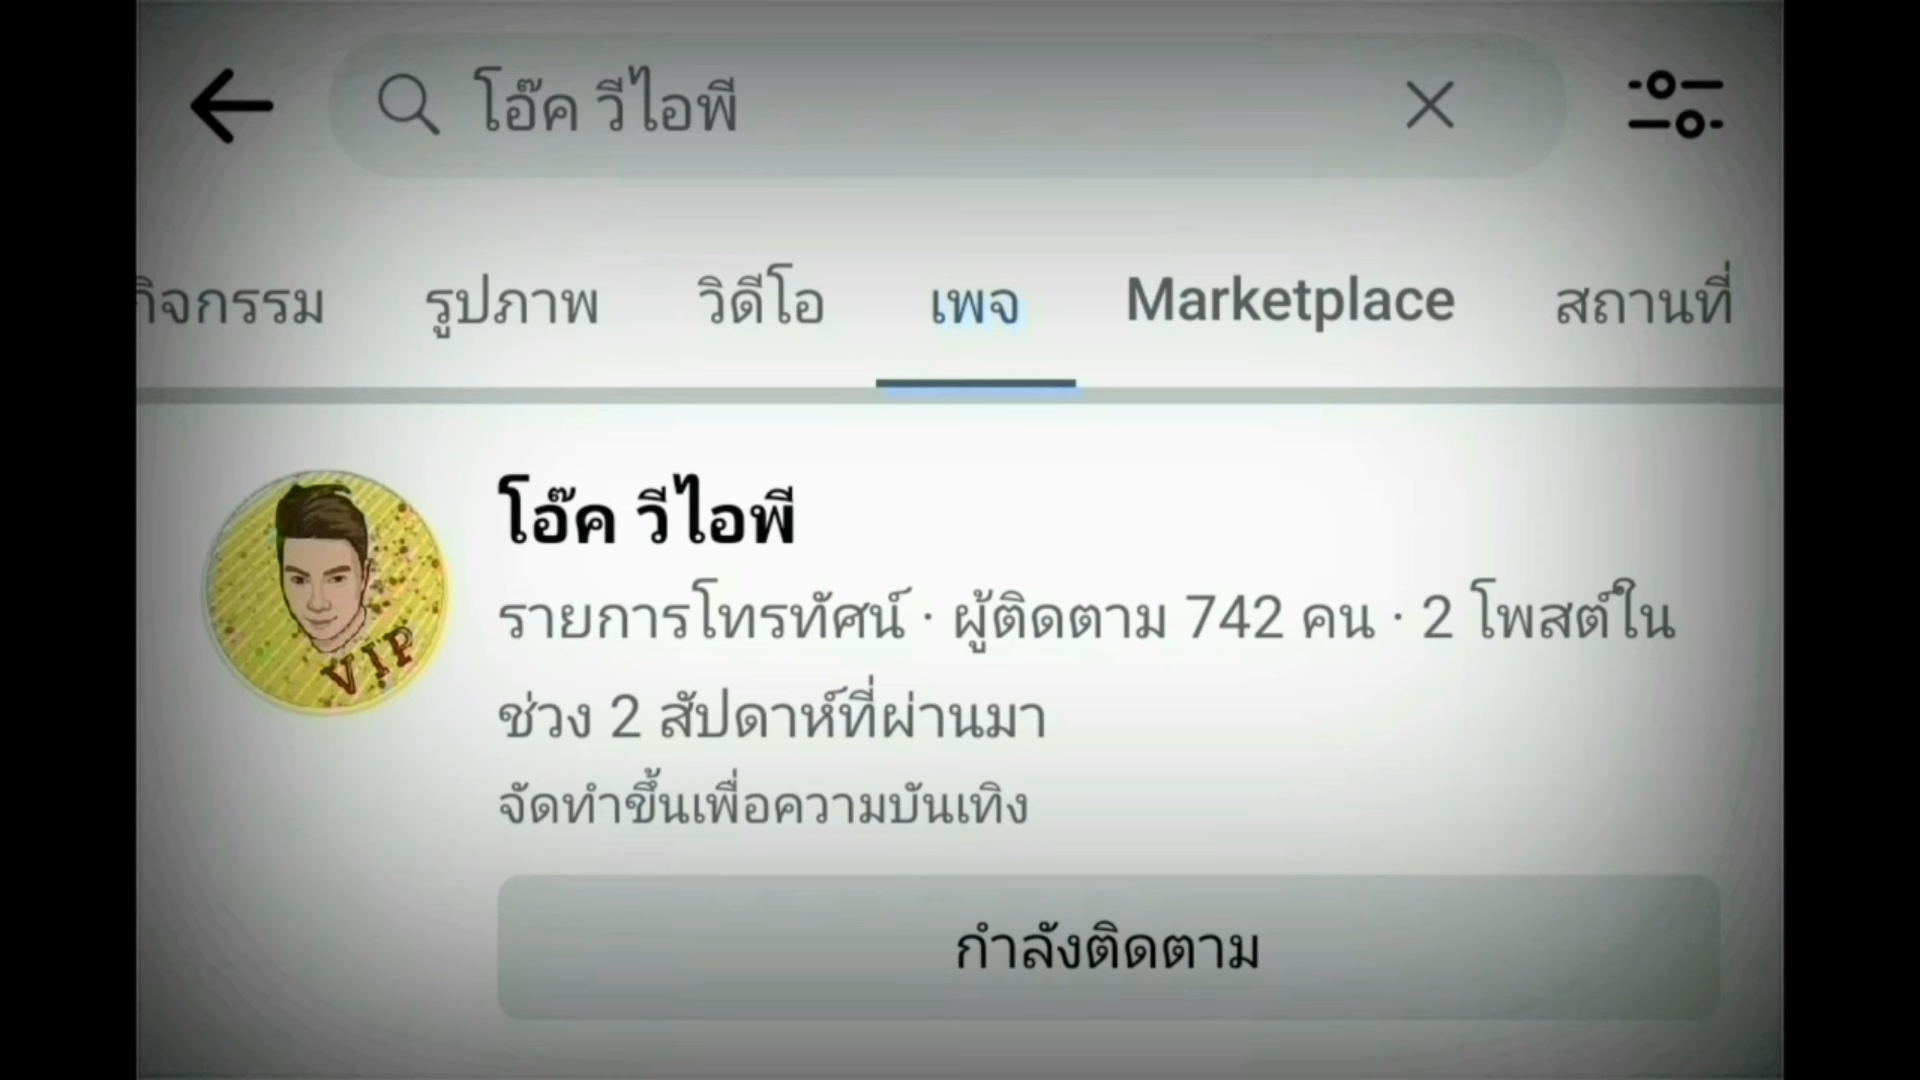 โอ๊ค วีไอพี
กิจกรรม รูปภาพ วิดีโอ เพจ Marketplace สถานที่
โอ๊ค วีไอพี
รายการโทรทัศน์ · ผู้ติดตาม 742 คน · 2 โพสต์ใน
ช่วง 2 สัปดาห์ที่ผ่านมา
จัดทำขึ้นเพื่อความบันเทิง
VIP
กำลังติดตาม